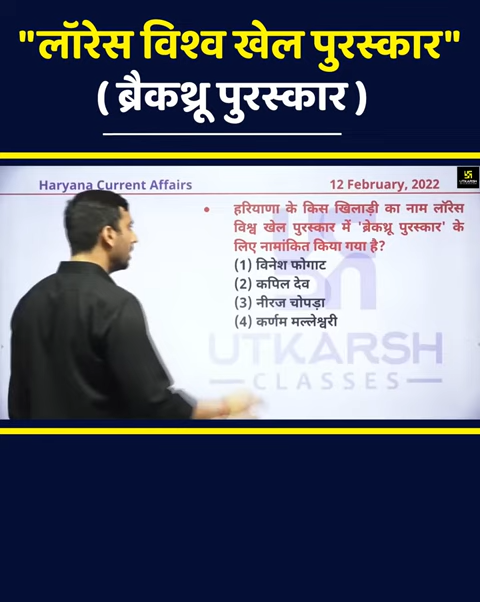 "लॉरेस विश्व खेल पुरस्कार"
( ब्रैकथ्रू पुरस्कार )
Haryana Current Affairs 12 February, 2022
UTKARSH
• हरियाणा के किस खिलाड़ी का नाम लॉरेस
विश्व खेल पुरस्कार में 'ब्रेकथ्रू पुरस्कार' के
लिए नामांकित किया गया है?
(1) विनेश फोगाट
(2) कपिल देव
(3) नीरज चोपड़ा
(4) कर्णम मल्लेश्वरी
UTKARSH
CLASSES